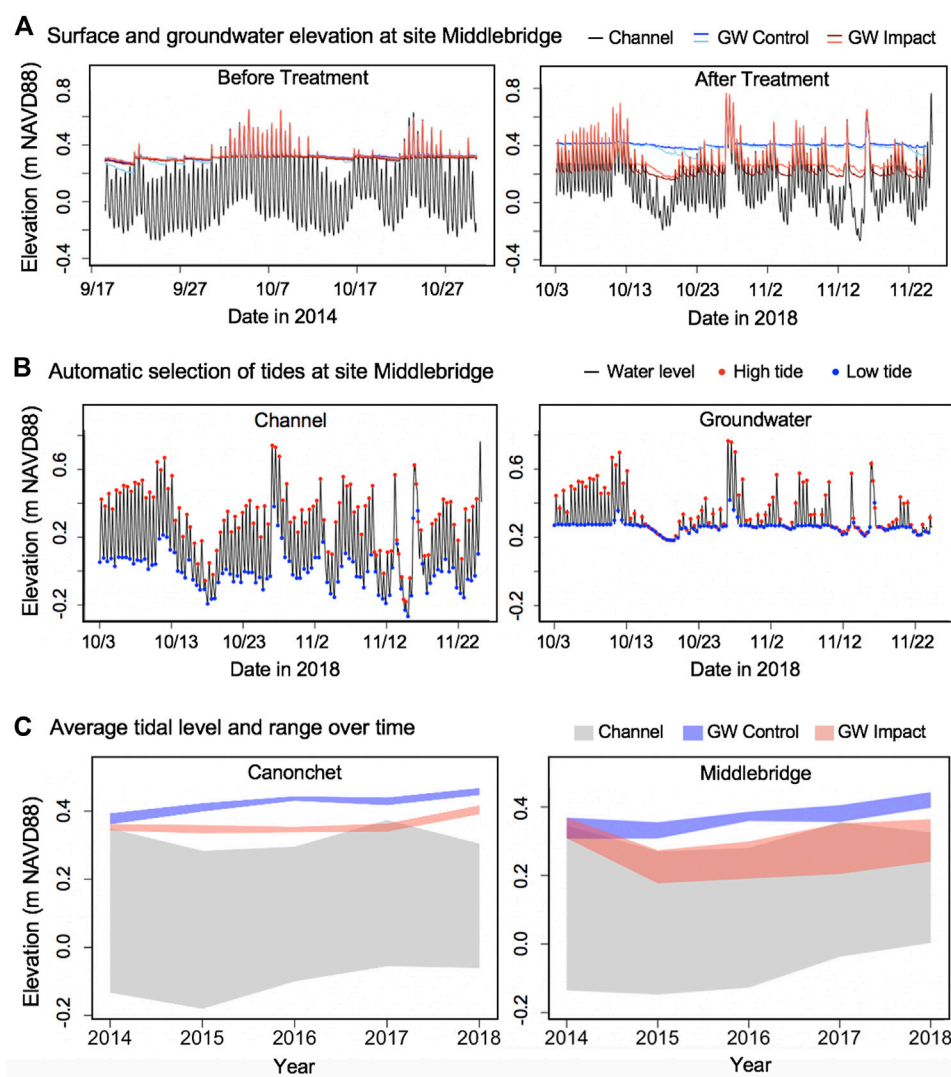 A Surface and groundwater elevation at site Middlebridge — Channel — GW Control — GW Impact
Before Treatment
After Treatment
Elevation (m NAVD88)
0.8
0.4
0.0
-0.4
9/17 9/27 10/7 10/17 10/27
10/3 10/13 10/23 11/2 11/12 11/22
Date in 2014
Date in 2018
B Automatic selection of tides at site Middlebridge — Water level • High tide • Low tide
Channel
Groundwater
Elevation (m NAVD88)
0.6
0.2
-0.2
0.6
0.2
-0.2
10/3 10/13 10/23 11/2 11/12 11/22
10/3 10/13 10/23 11/2 11/12 11/22
Date in 2018
Date in 2018
C Average tidal level and range over time Channel GW Control GW Impact
Canonchet
Middlebridge
Elevation (m NAVD88)
0.4
0.2
0.0
-0.2
0.4
0.2
0.0
-0.2
2014 2015 2016 2017 2018
2014 2015 2016 2017 2018
Year
Year